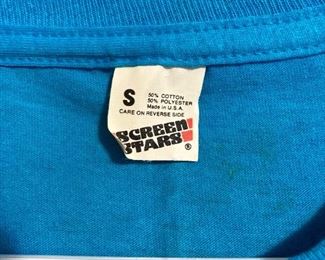 S
50% COTTON
50% POLYESTER
Made in U.S.A.
CARE ON REVERSE SIDE
SCREEN
STARS!
®